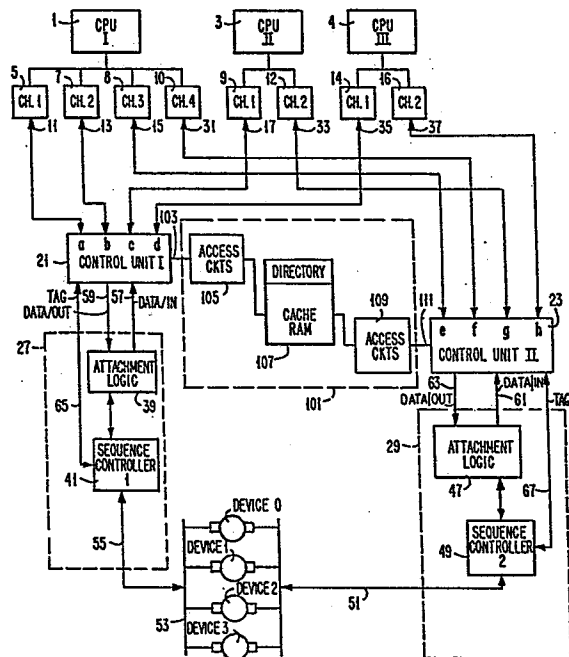 1
CPU
I
3
CPU
II
4
CPU
III
5
7
8
10
9
12
14
16
CH. 1
CH. 2
CH. 3
CH. 4
CH. 1
CH. 2
CH. 1
CH. 2
11
13
15
31
17
33
35
37
103
a b c d
21
CONTROL UNIT I
ACCESS
CKTS
105
DIRECTORY
CACHE
RAM
107
109
ACCESS
CKTS
111
101
23
e f g h
CONTROL UNIT II
TAG
DATA/OUT
59
57
DATA/IN
27
ATTACHMENT
LOGIC
39
65
SEQUENCE
CONTROLLER
1
41
55
63
DATA/OUT
DATA/IN
61
TAG
29
ATTACHMENT
LOGIC
47
67
SEQUENCE
CONTROLLER
2
49
51
DEVICE 0
DEVICE 1
DEVICE 2
53
DEVICE 3